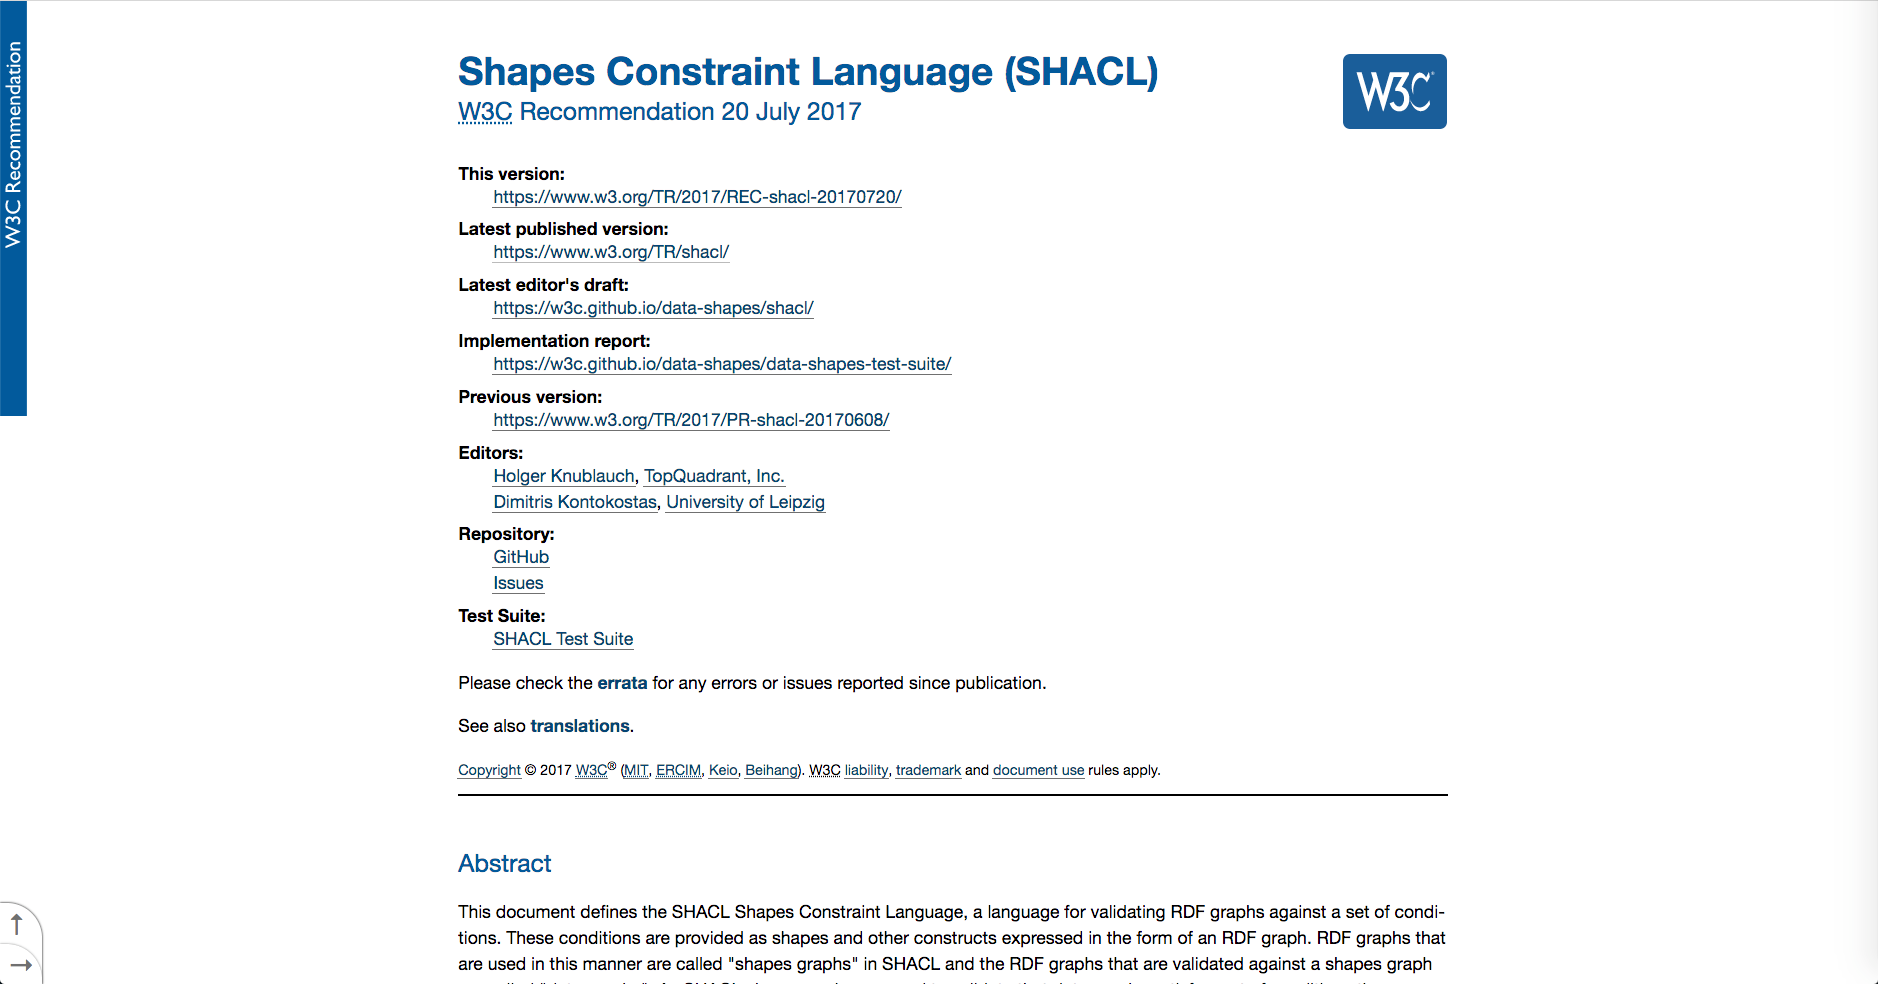 W3C Recommendation
Shapes Constraint Language (SHACL)
W3C
W3C Recommendation 20 July 2017
This version:
https://www.w3.org/TR/2017/REC-shacl-20170720/
Latest published version:
https://www.w3.org/TR/shacl/
Latest editor's draft:
https://w3c.github.io/data-shapes/shacl/
Implementation report:
https://w3c.github.io/data-shapes/data-shapes-test-suite/
Previous version:
https://www.w3.org/TR/2017/PR-shacl-20170608/
Editors:
Holger Knublauch, TopQuadrant, Inc.
Dimitris Kontokostas, University of Leipzig
Repository:
GitHub
Issues
Test Suite:
SHACL Test Suite
Please check the errata for any errors or issues reported since publication.
See also translations.
Copyright © 2017 W3C® (MIT, ERCIM, Keio, Beihang). W3C liability, trademark and document use rules apply.
Abstract
This document defines the SHACL Shapes Constraint Language, a language for validating RDF graphs against a set of condi-
tions. These conditions are provided as shapes and other constructs expressed in the form of an RDF graph. RDF graphs that
are used in this manner are called "shapes graphs" in SHACL and the RDF graphs that are validated against a shapes graph